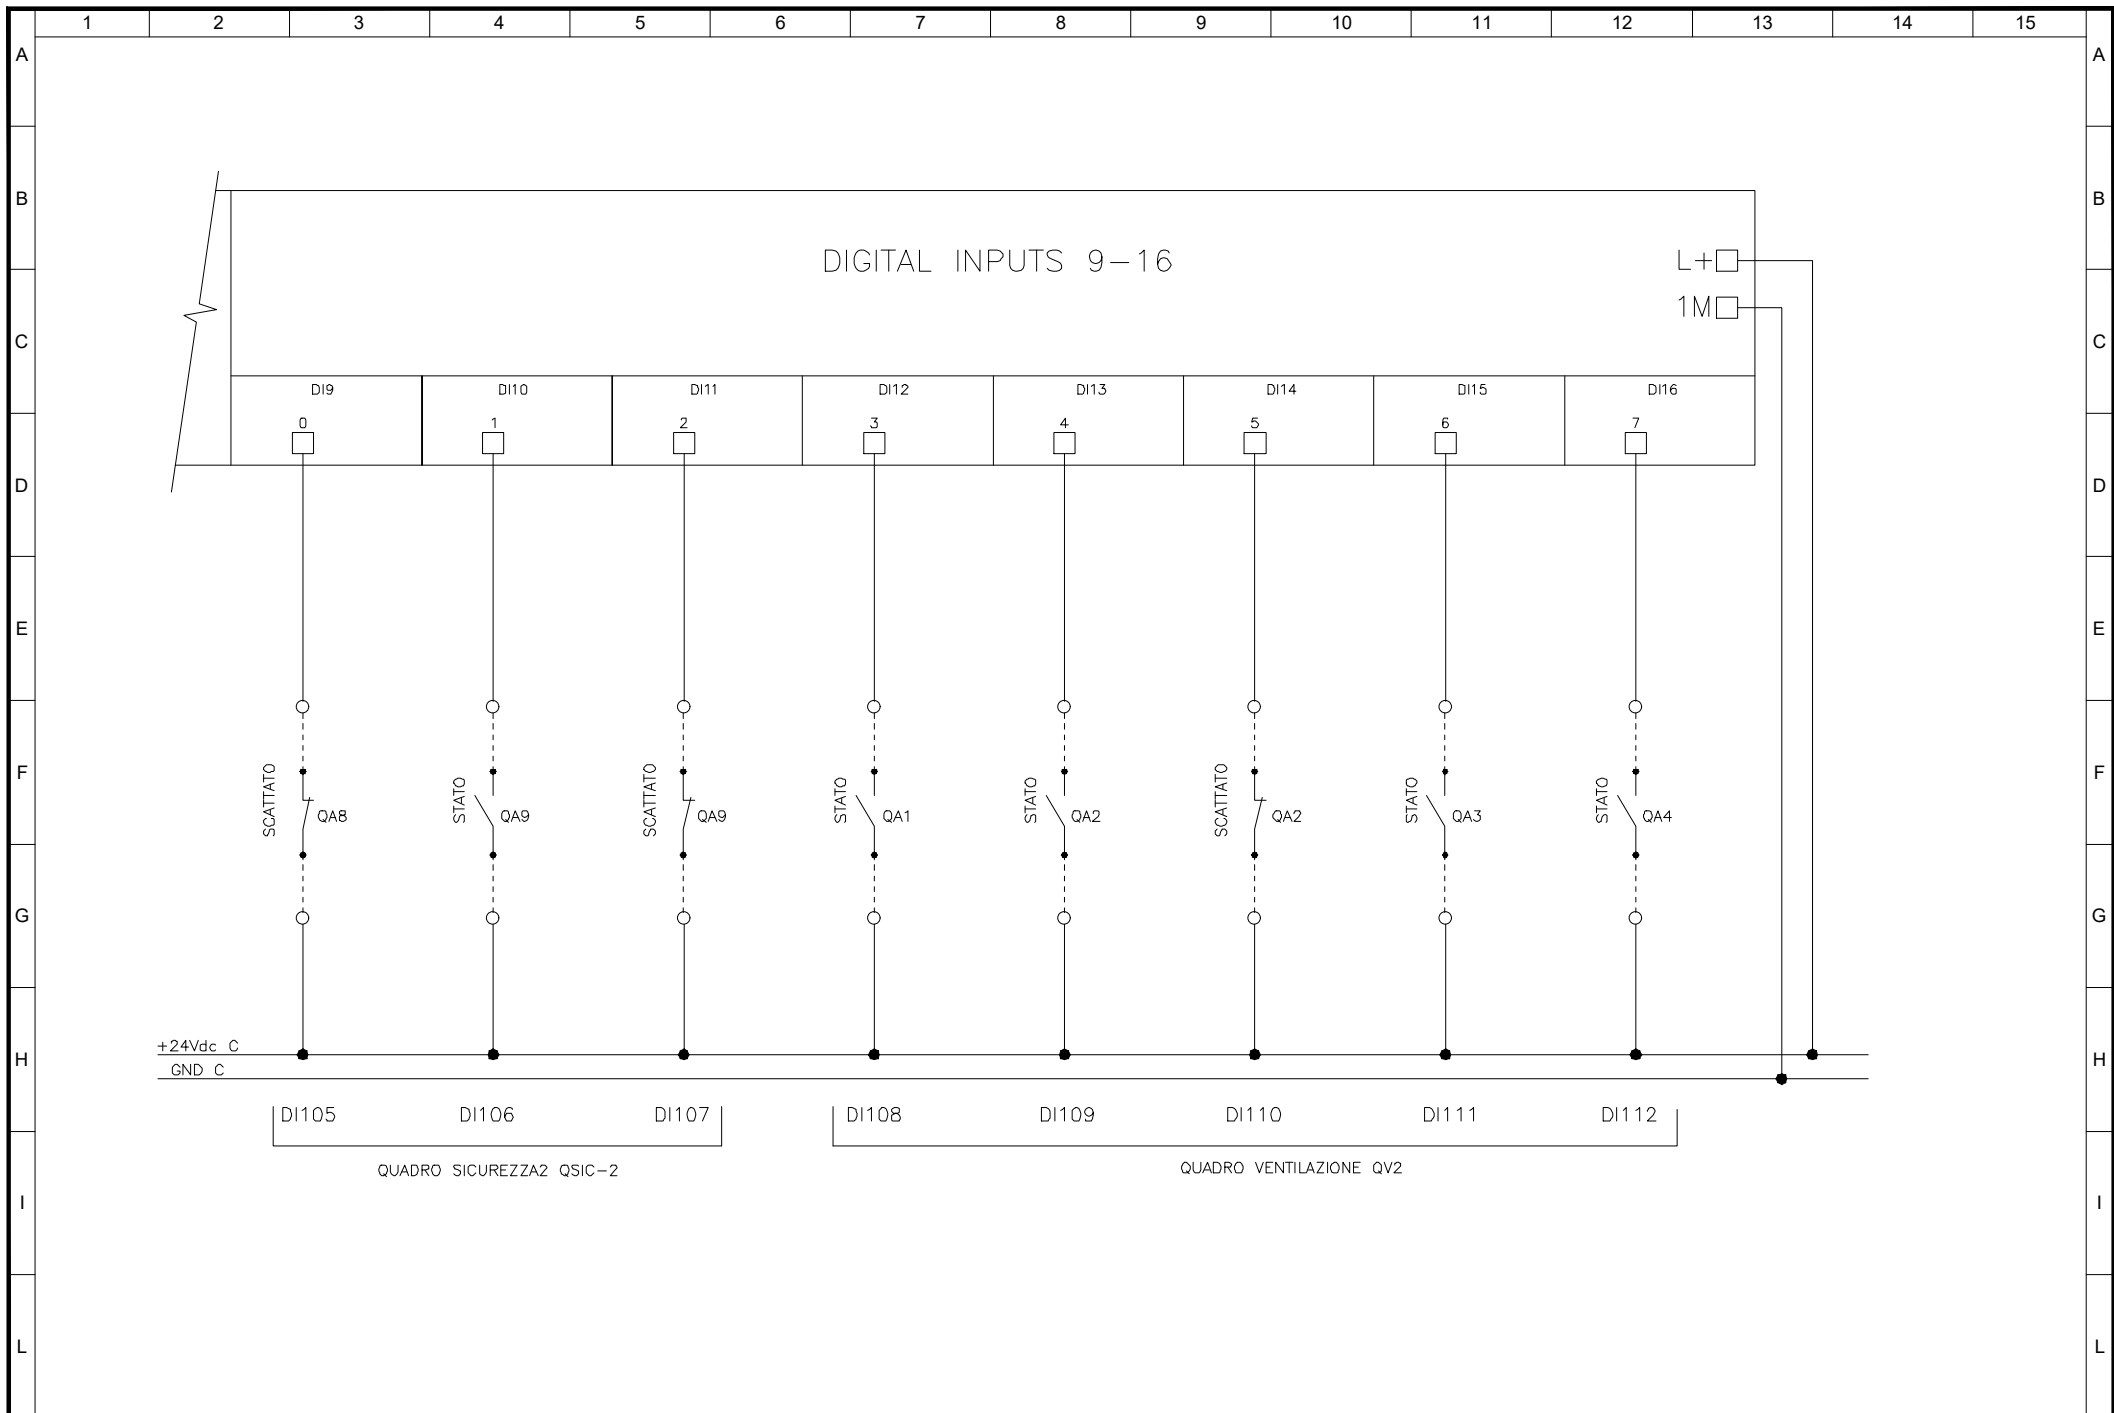 1 2 3 4 5 6 7 8 9 10 11 12 13 14 15
A A
B B
DIGITAL INPUTS 9-16
L+
1M
C C
DI9 DI10 DI11 DI12 DI13 DI14 DI15 DI16
0 1 2 3 4 5 6 7
D D
E E
F F
SCATTATO QA8 STATO QA9 SCATTATO QA9 STATO QA1 STATO QA2 SCATTATO QA2 STATO QA3 STATO QA4
G G
+24Vdc C
H H
GND C
DI105 DI106 DI107 DI108 DI109 DI110 DI111 DI112
QUADRO SICUREZZA2 QSIC-2 QUADRO VENTILAZIONE QV2
I I
L L